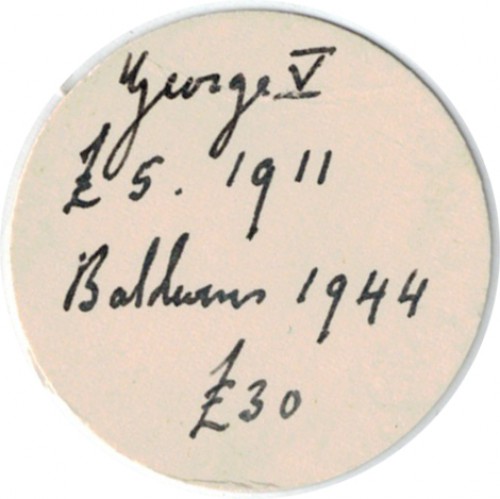 George V
£5. 1911
Baldwins 1944
£30